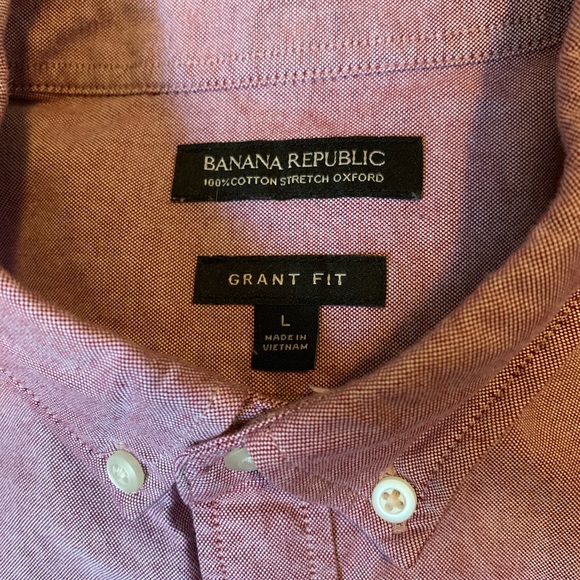 BANANA REPUBLIC
100% COTTON STRETCH OXFORD
GRANT FIT
L
MADE IN
VIETNAM